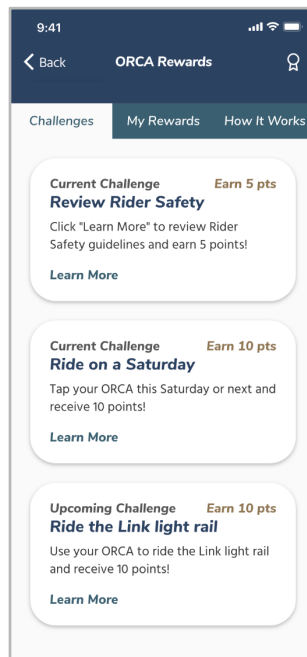 9:41
Back ORCA Rewards
Challenges My Rewards How It Works
Current Challenge Earn 5 pts
Review Rider Safety
Click "Learn More" to review Rider
Safety guidelines and earn 5 points!
Learn More
Current Challenge Earn 10 pts
Ride on a Saturday
Tap your ORCA this Saturday or next and
receive 10 points!
Learn More
Upcoming Challenge Earn 10 pts
Ride the Link light rail
Use your ORCA to ride the Link light rail
and receive 10 points!
Learn More